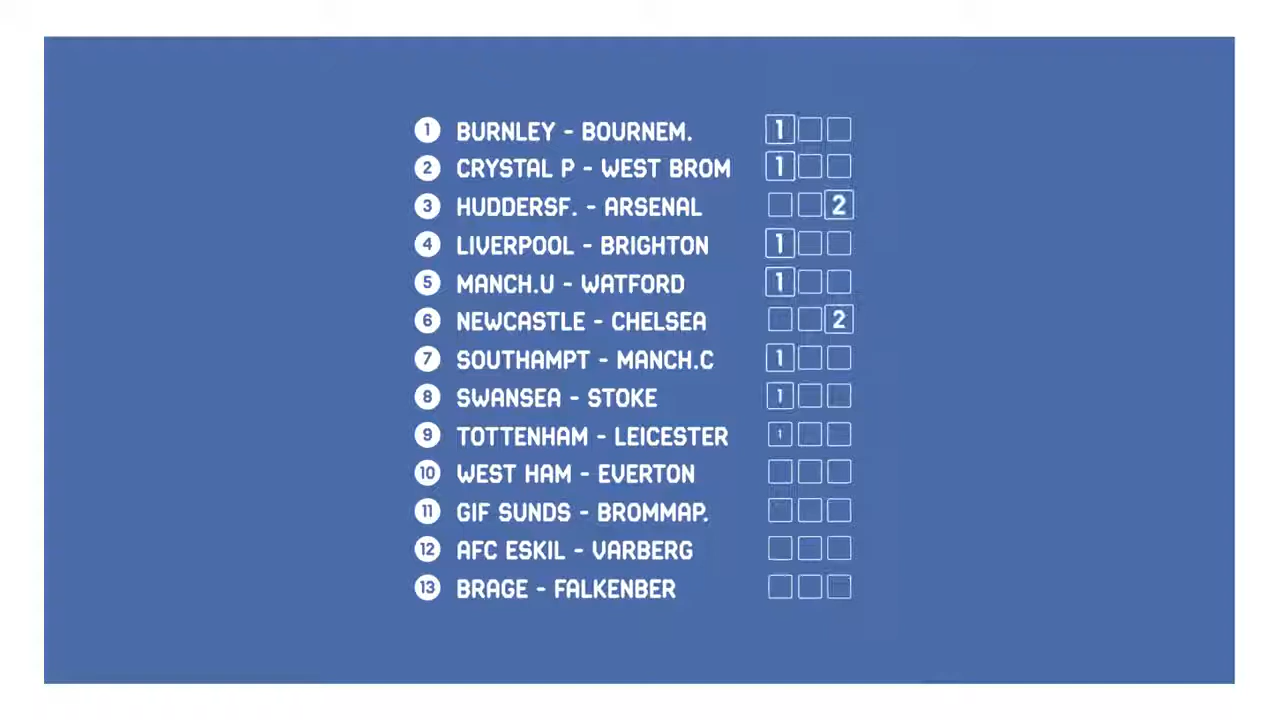 1 BURNLEY - BOURNEM. 1
2 CRYSTAL P - WEST BROM 1
3 HUDDERSF. - ARSENAL 2
4 LIVERPOOL - BRIGHTON 1
5 MANCH.U - WATFORD 1
6 NEWCASTLE - CHELSEA 2
7 SOUTHAMPT - MANCH.C 1
8 SWANSEA - STOKE 1
9 TOTTENHAM - LEICESTER 1
10 WEST HAM - EVERTON
11 GIF SUNDS - BROMMAP.
12 AFC ESKIL - VARBERG
13 BRAGE - FALKENBER